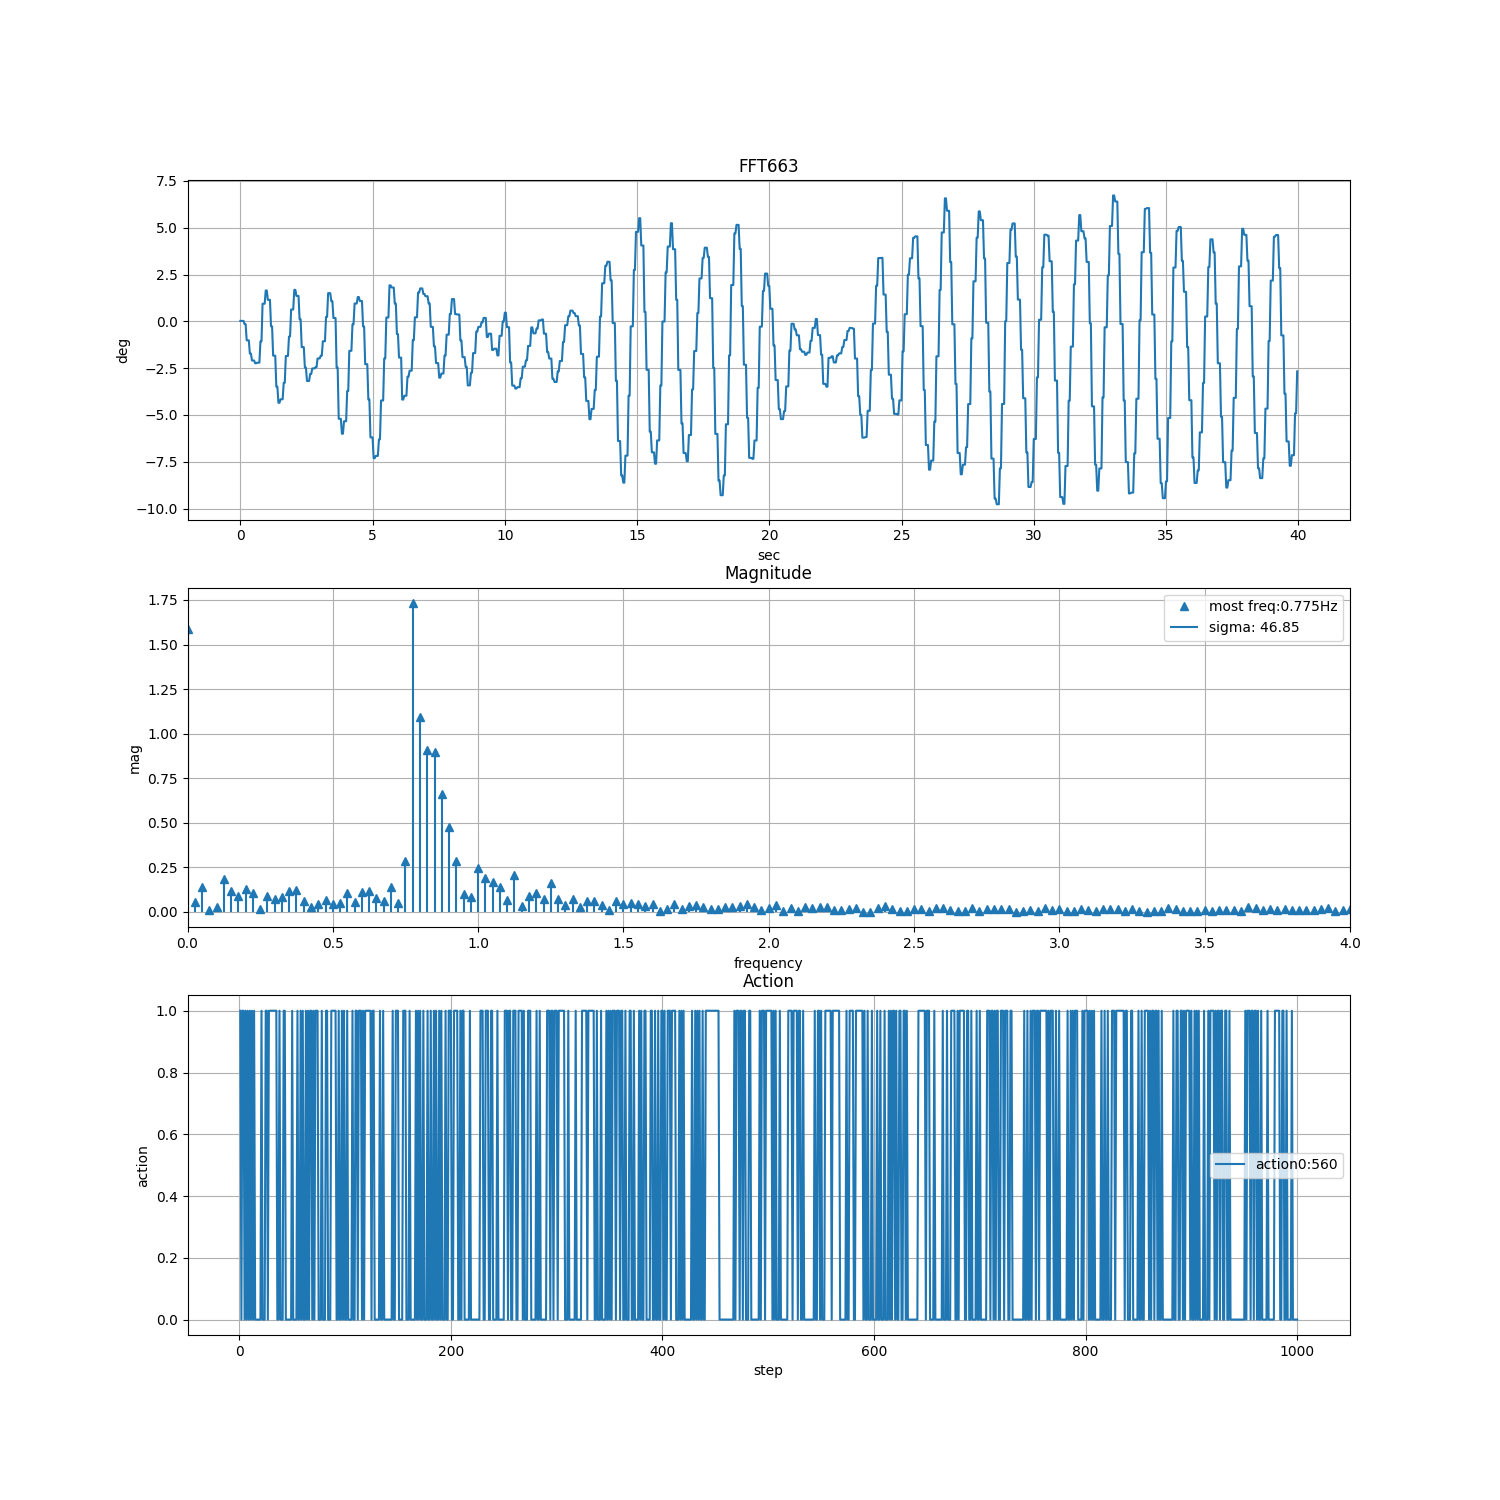 FFT663
7.5
5.0
2.5
0.0
−2.5
−5.0
−7.5
−10.0
deg
0 5 10 15 20 25 30 35 40
sec
Magnitude
1.75
1.50
1.25
1.00
0.75
0.50
0.25
0.00
mag
most freq:0.775Hz
sigma: 46.85
0.0 0.5 1.0 1.5 2.0 2.5 3.0 3.5 4.0
frequency
Action
1.0
0.8
0.6
0.4
0.2
0.0
action
action0:560
0 200 400 600 800 1000
step